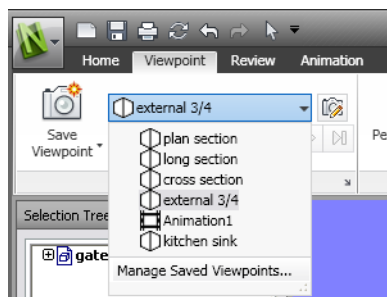 Home Viewpoint Review Animation
external 3/4
Save
Viewpoint
Pe
plan section
long section
cross section
external 3/4
Animation1
kitchen sink
Manage Saved Viewpoints...
Selection Tree
gate